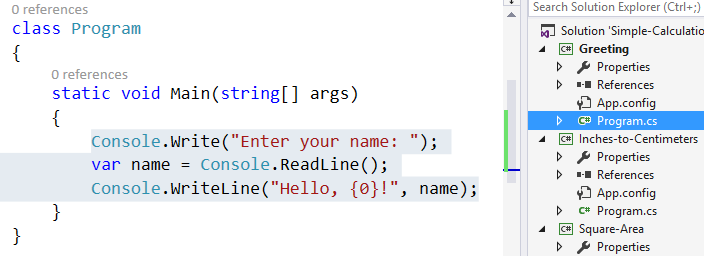 0 references
class Program
{
0 references
static void Main(string[] args)
{
Console.Write("Enter your name: ");
var name = Console.ReadLine();
Console.WriteLine("Hello, {0}!", name);
}
}
Search Solution Explorer (Ctrl+;)
Solution 'Simple-Calculatio
C# Greeting
Properties
References
App.config
C# Program.cs
C# Inches-to-Centimeters
Properties
References
App.config
C# Program.cs
C# Square-Area
Properties